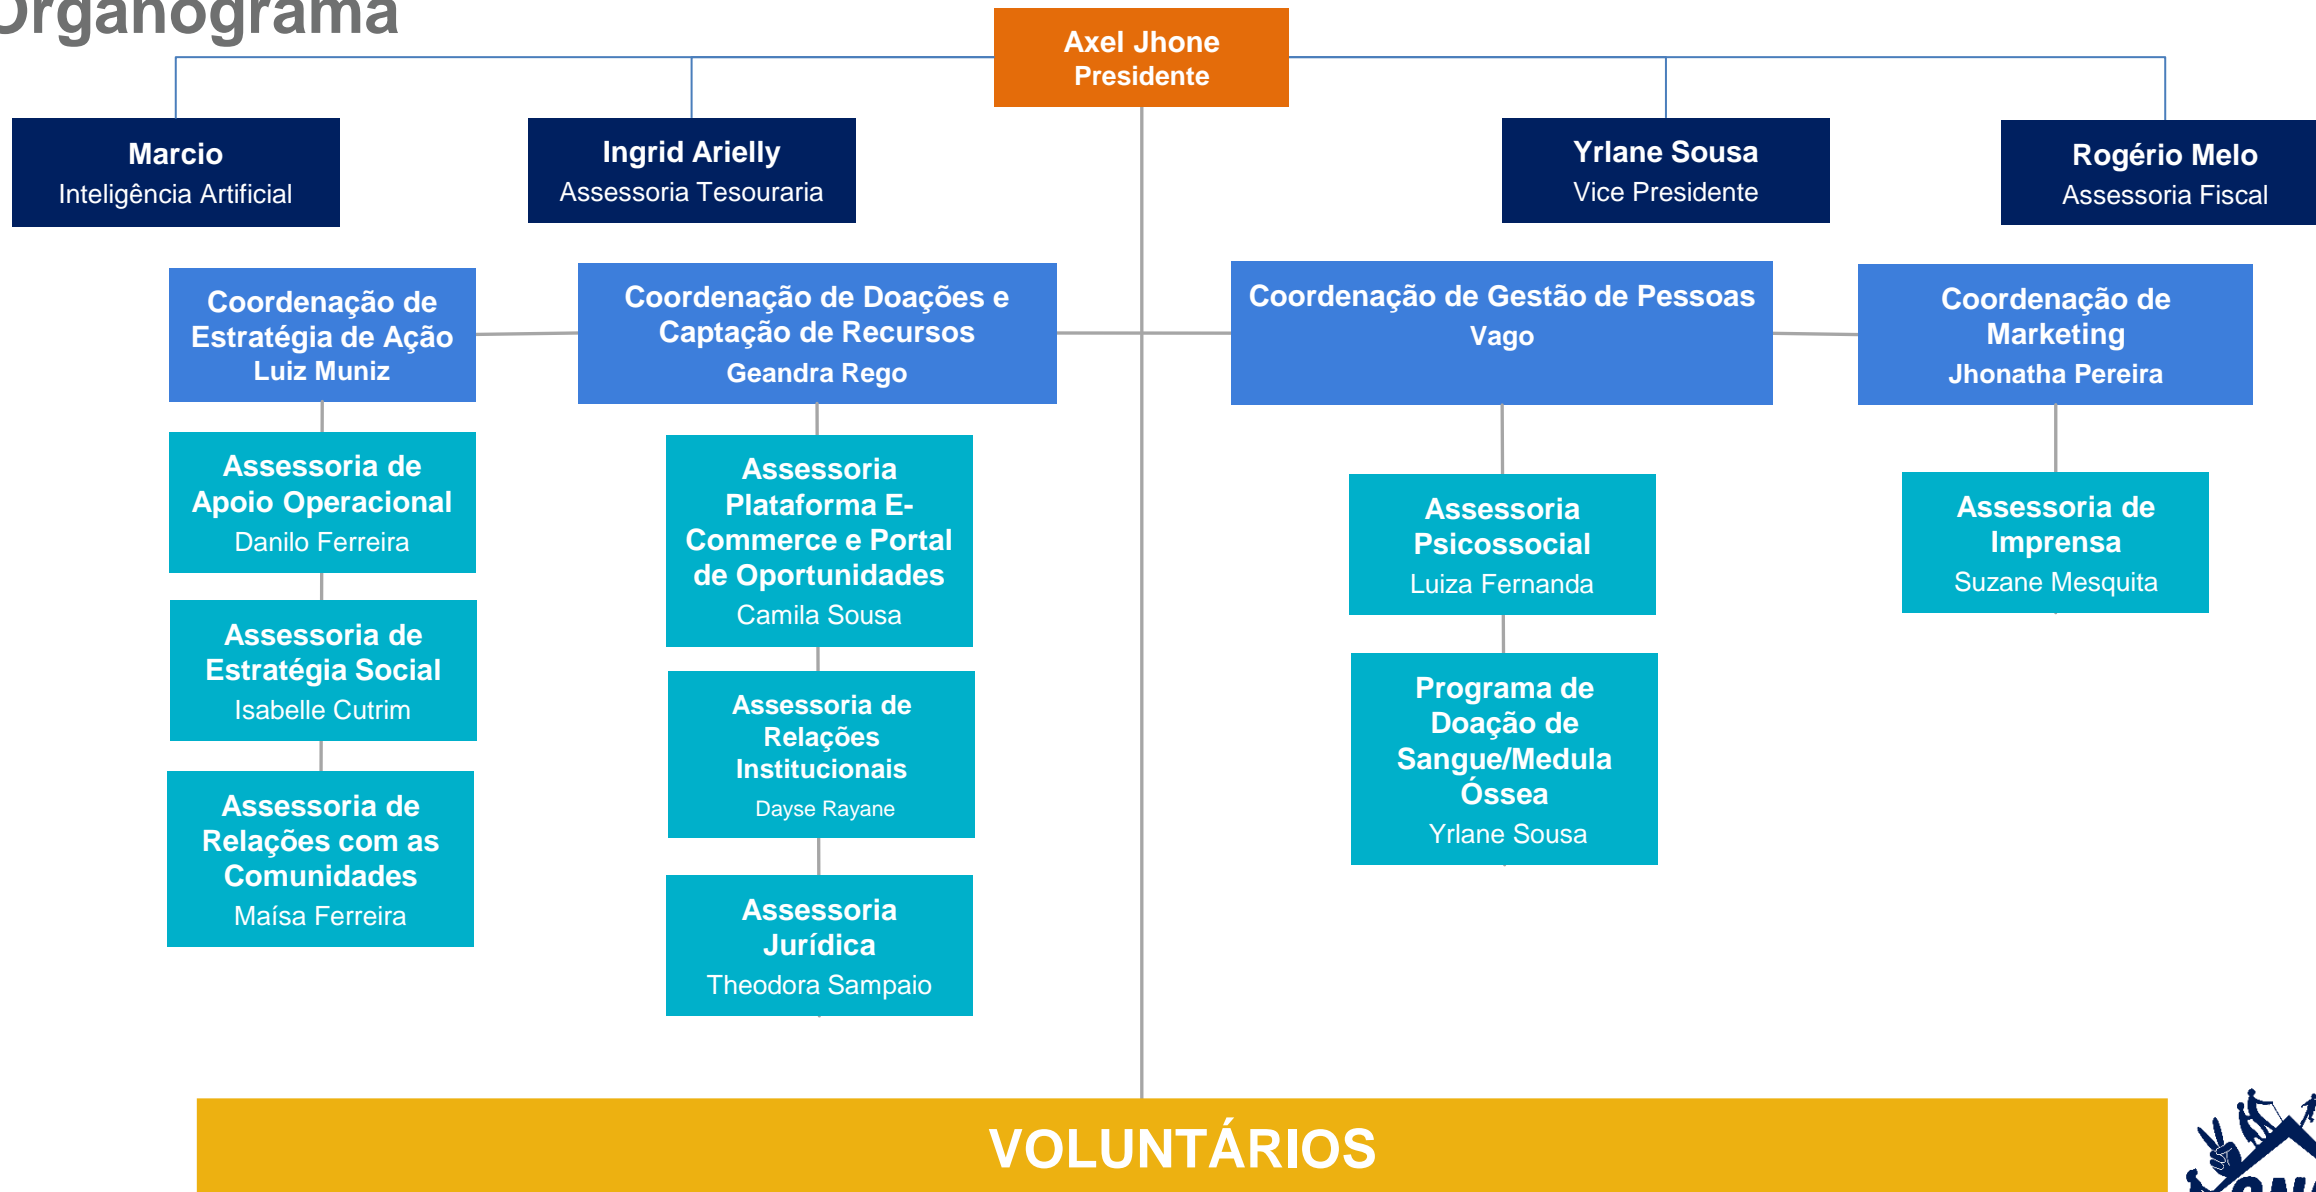 Organograma
Axel Jhone
Presidente
Marcio
Inteligência Artificial
Ingrid Arielly
Assessoria Tesouraria
Yrlane Sousa
Vice Presidente
Rogério Melo
Assessoria Fiscal
Coordenação de
Estratégia de Ação
Luiz Muniz
Coordenação de Doações e
Captação de Recursos
Geandra Rego
Coordenação de Gestão de Pessoas
Vago
Coordenação de
Marketing
Jhonatha Pereira
Assessoria de
Apoio Operacional
Danilo Ferreira
Assessoria de
Estratégia Social
Isabelle Cutrim
Assessoria de
Relações com as
Comunidades
Maísa Ferreira
Assessoria
Plataforma E-
Commerce e Portal
de Oportunidades
Camila Sousa
Assessoria de
Relações
Institucionais
Dayse Rayane
Assessoria
Jurídica
Theodora Sampaio
Assessoria
Psicossocial
Luiza Fernanda
Programa de
Doação de
Sangue/Medula
Óssea
Yrlane Sousa
Assessoria de
Imprensa
Suzane Mesquita
VOLUNTÁRIOS